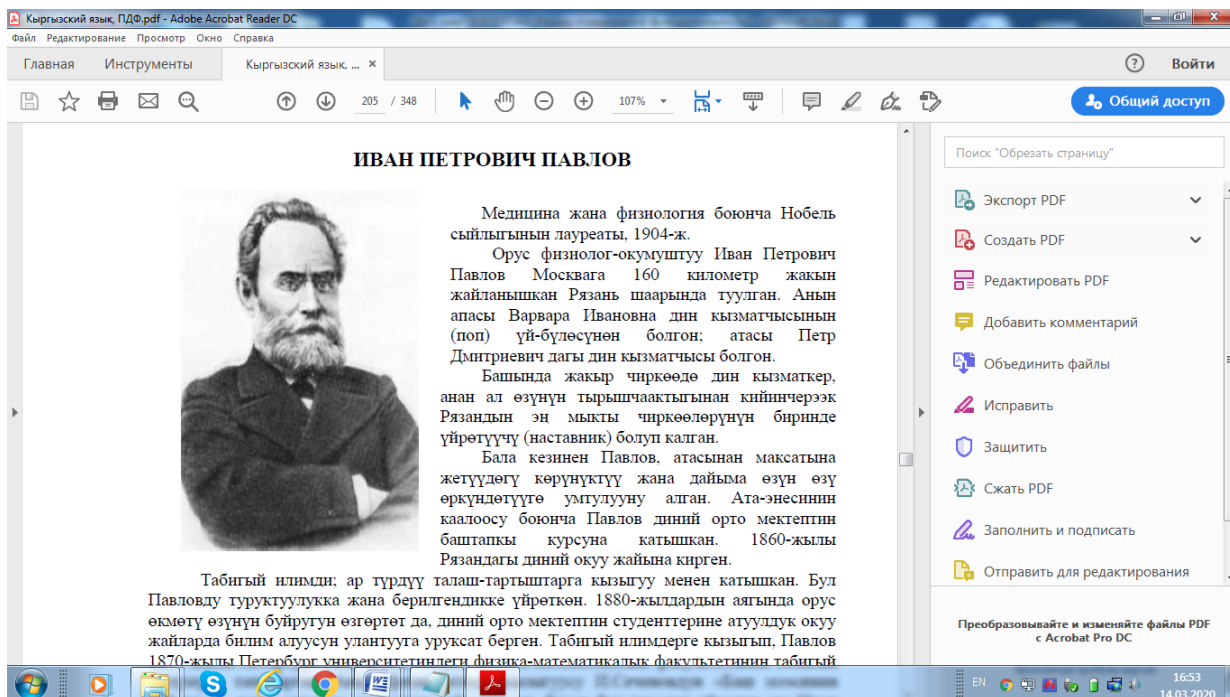 Кыргызский язык, ПДФ.pdf - Adobe Acrobat Reader DC
Файл Редактирование Просмотр Окно Справка
Главная Инструменты Кыргызский язык, ... × Войти
205 / 348 107% Общий доступ
ИВАН ПЕТРОВИЧ ПАВЛОВ
Медицина жана физиология боюнча Нобель
сыйлыгынын лауреаты, 1904-ж.
Орус физиолог-окумуштуу Иван Петрович
Павлов Москвага 160 километр жакын
жайланышкан Рязань шаарында туулган. Анын
апасы Варвара Ивановна дин кызматчысынын
(поп) үй-бүлөсүнөн болгон; атасы Петр
Дмитриевич дагы дин кызматчысы болгон.
Башында жакыр чиркөөдө дин кызматкер,
анан ал өзүнүн тырышчаактыгынан кийинчерээк
Рязандын эң мыкты чиркөөлөрүнүн биринде
үйрөтүүчү (наставник) болуп калган.
Бала кезинен Павлов, атасынан максатына
жетүүдөгү көрүнүктүү жана дайыма өзүн өзү
өркүндөтүүгө умтулууну алган. Ата-энесинин
каалоосу боюнча Павлов диний орто мектептин
баштапкы курсуна катышкан. 1860-жылы
Рязандагы диний окуу жайына кирген.
Табигый илимди; ар түрдүү талаш-тартыштарга кызыгуу менен катышкан. Бул
Павловду туруктуулукка жана берилгендикке үйрөткөн. 1880-жылдардын аягында орус
өкмөтү өзүнүн буйругун өзгөртөт да, диний орто мектептин студенттерине атуулдук окуу
жайларда билим алуусун улантууга уруксат берген. Табигый илимдерге кызыгып, Павлов
1870-жылы Петербург университетиндеги физика-математикалык факультетинин табигый
Поиск "Обрезать страницу"
Экспорт PDF
Создать PDF
Редактировать PDF
Добавить комментарий
Объединить файлы
Исправить
Защитить
Сжать PDF
Заполнить и подписать
Отправить для редактирования
Преобразовывайте и изменяйте файлы PDF
с Acrobat Pro DC
EN 16:53
14.03.2020